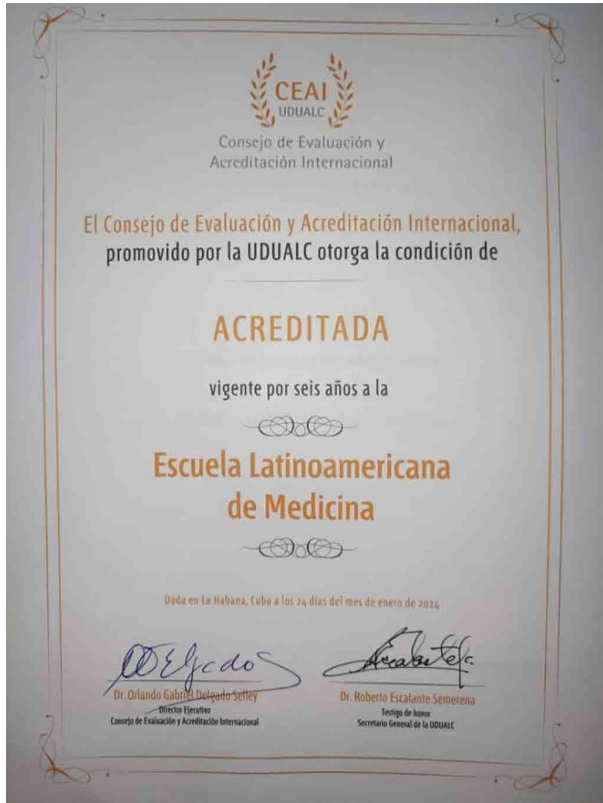 CEAI
UDUALC
Consejo de Evaluación y
Acreditación Internacional
El Consejo de Evaluación y Acreditación Internacional,
promovido por la UDUALC otorga la condición de
ACREDITADA
vigente por seis años a la
Escuela Latinoamericana
de Medicina
Dada en La Habana, Cuba a los 24 días del mes de enero de 2024
Dr. Orlando Gabriel Delgado Selley
Director Ejecutivo
Consejo de Evaluación y Acreditación Internacional
Dr. Roberto Escalante Semerena
Testigo de honor
Secretario General de la UDUALC